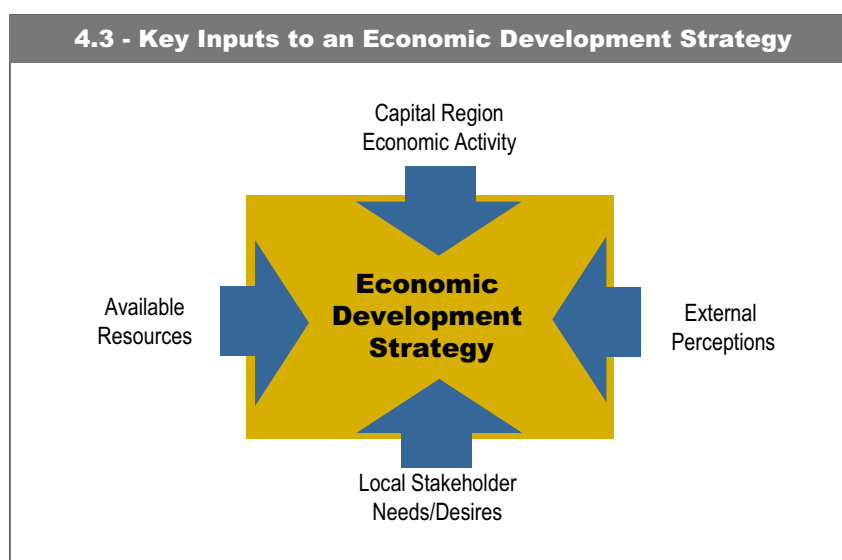 4.3 - Key Inputs to an Economic Development Strategy
Capital Region
Economic Activity
Economic
Development
Strategy
Available
Resources
External
Perceptions
Local Stakeholder
Needs/Desires